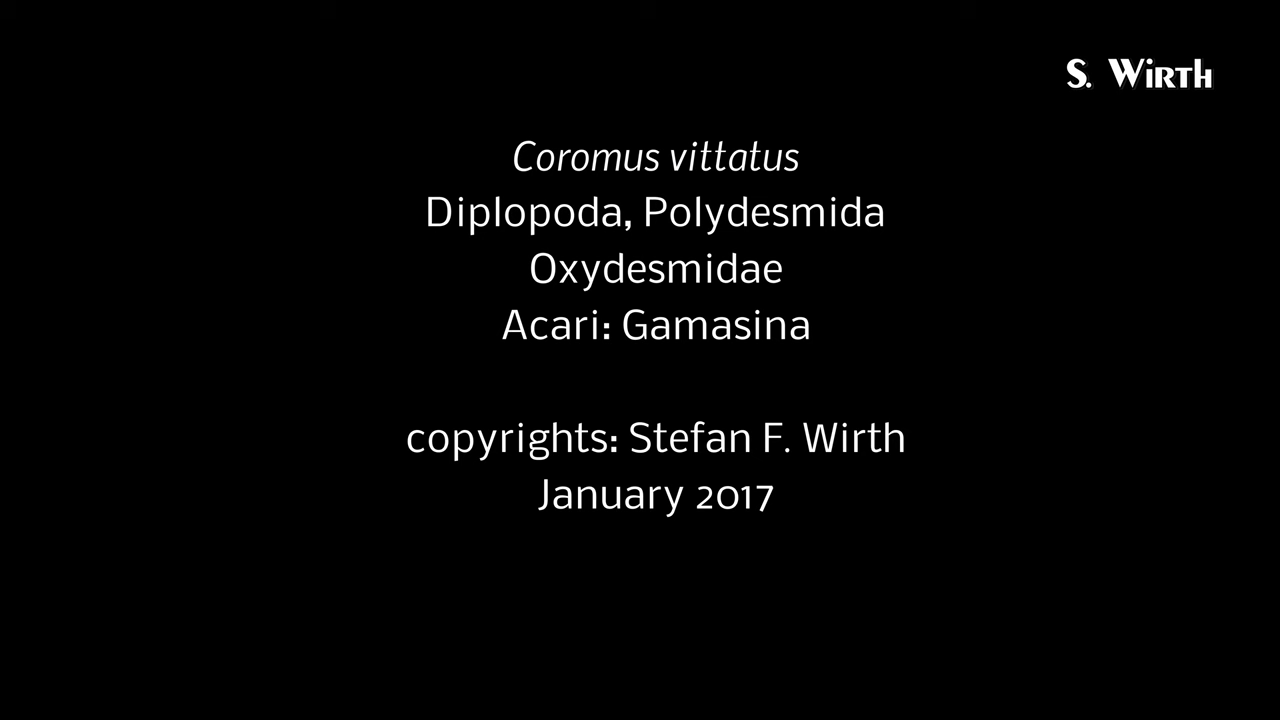 S. Wirth
Coromus vittatus
Diplopoda, Polydesmida
Oxydesmidae
Acari: Gamasina
copyrights: Stefan F. Wirth
January 2017